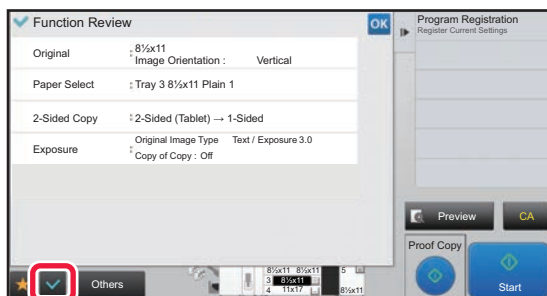 Function Review
OK
Original : 8½x11
Image Orientation : Vertical
Paper Select : Tray 3 8½x11 Plain 1
2-Sided Copy : 2-Sided (Tablet) → 1-Sided
Exposure : Original Image Type Text / Exposure 3.0
Copy of Copy : Off
Others
8½x11 8½x11 5
3 8½x11
4 11x17 8½x11
Program Registration
Register Current Settings
Preview
CA
Proof Copy
Start